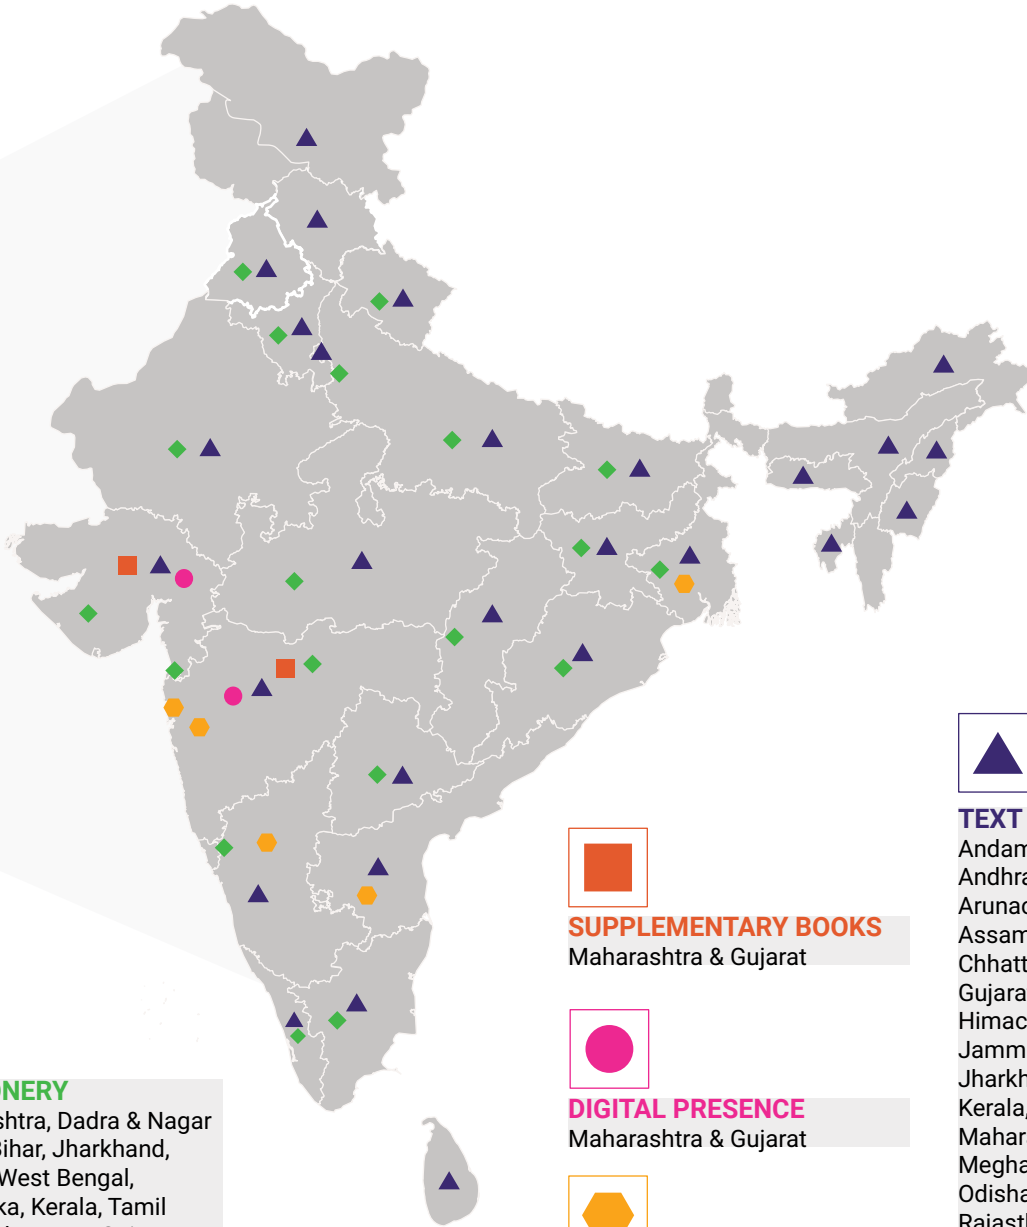 SUPPLEMENTARY BOOKS
Maharashtra & Gujarat
DIGITAL PRESENCE
Maharashtra & Gujarat
NERY
shtra, Dadra & Nagar
Bihar, Jharkhand,
West Bengal,
ka, Kerala, Tamil
TEXT
Andam
Andhra
Arunac
Assam
Chhatt
Gujara
Himac
Jamm
Jharkh
Kerala,
Mahar
Megha
Odisha